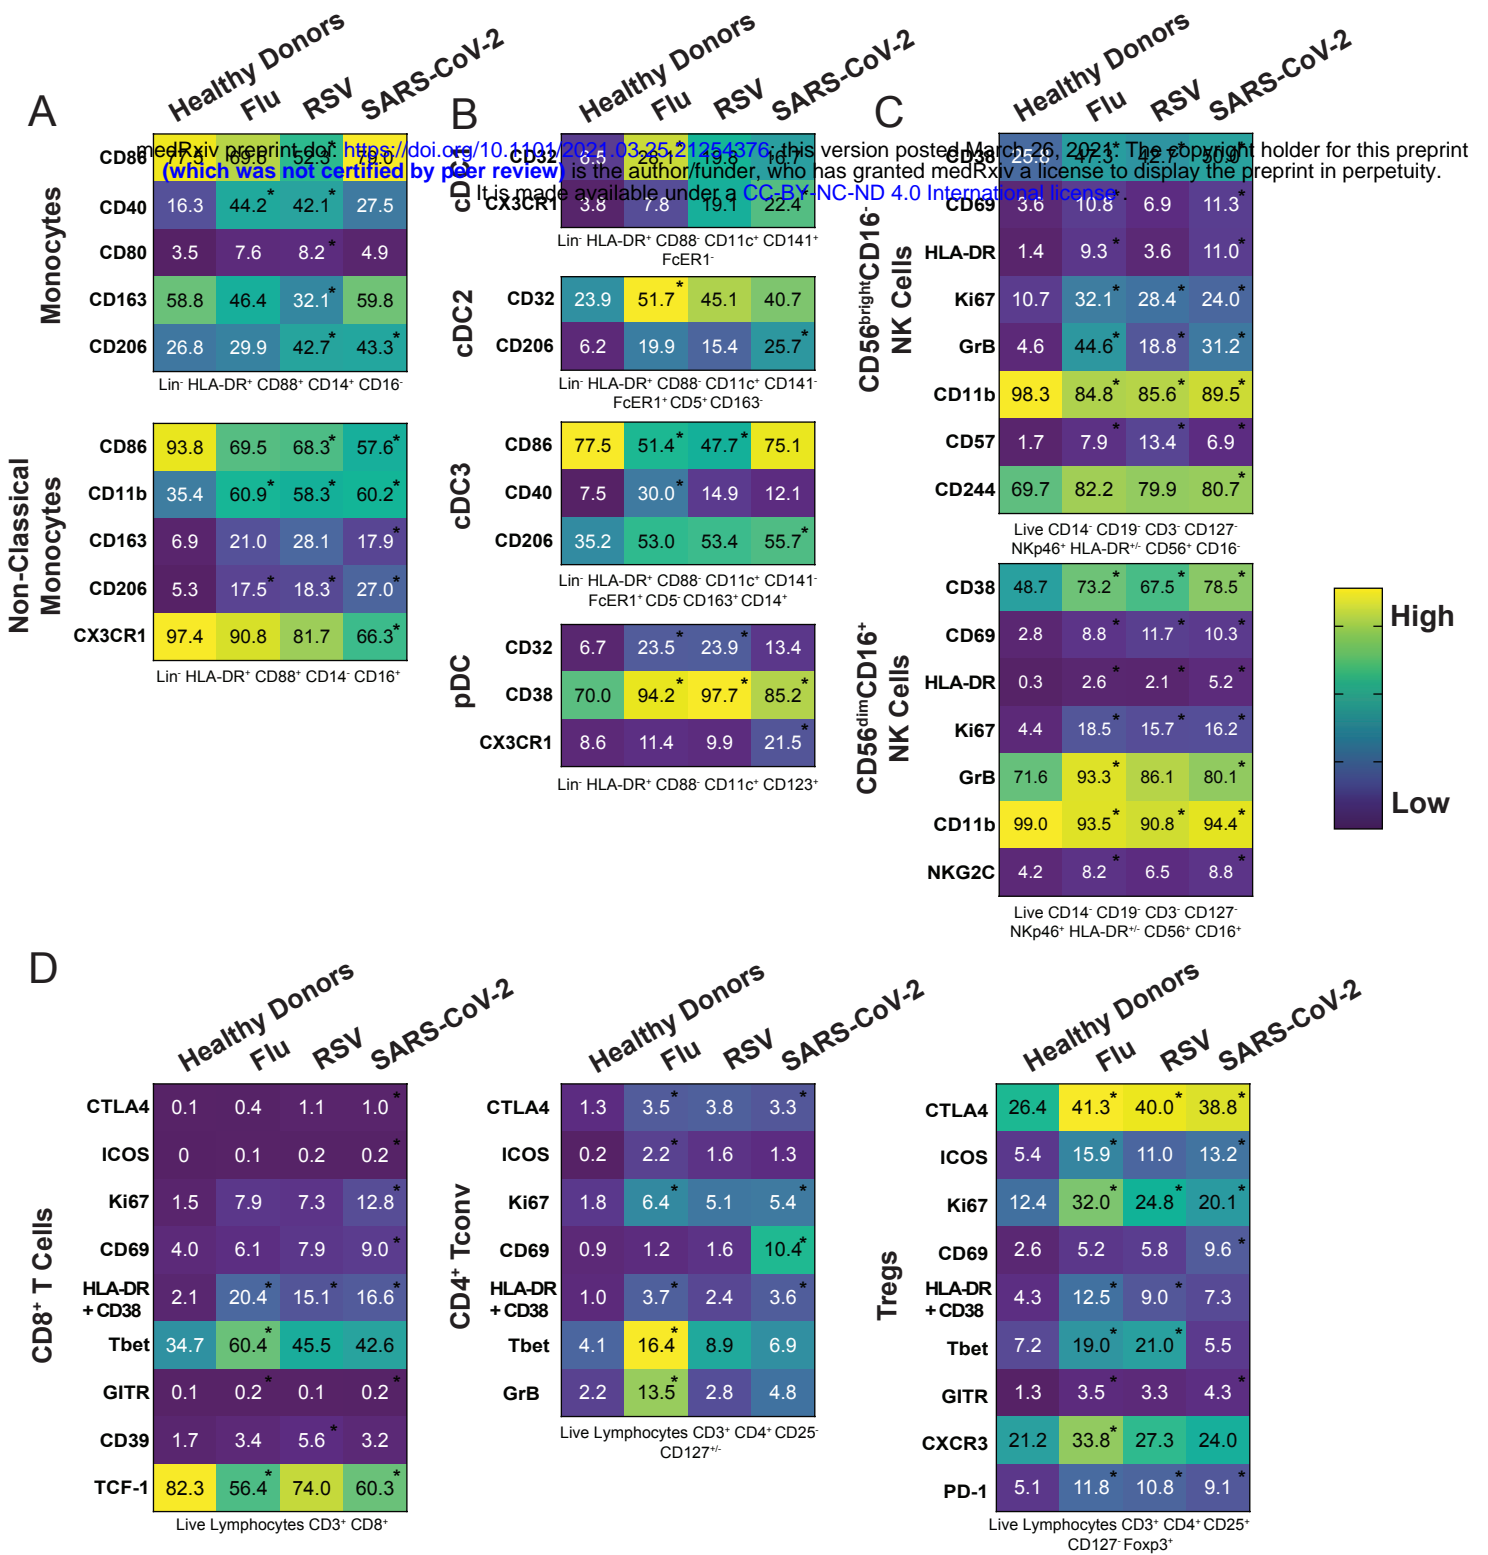 A
Healthy Donors
Flu
RSV
SARS-CoV-2
B
Healthy Donors
Flu
RSV
SARS-CoV-2
C
Healthy Donors
Flu
RSV
SARS-CoV-2
medRxiv preprint doi: https://doi.org/10.1101/2021.03.25.21254376; this version posted March 26, 2021. The copyright holder for this preprint
(which was not certified by peer review) is the author/funder, who has granted medRxiv a license to display the preprint in perpetuity.
It is made available under a CC-BY-NC-ND 4.0 International license .
Monocytes
CD86 77.5 69.6 52.3*
CD40 16.3 44.2* 42.1* 27.5
CD80 3.5 7.6 8.2* 4.9
CD163 58.8 46.4 32.1* 59.8
CD206 26.8 29.9 42.7* 43.3*
Lin- HLA-DR+ CD88+ CD14+ CD16-
Non-Classical
Monocytes
CD86 93.8 69.5 68.3* 57.6*
CD11b 35.4 60.9* 58.3* 60.2*
CD163 6.9 21.0 28.1 17.9*
CD206 5.3 17.5* 18.3* 27.0*
CX3CR1 97.4 90.8 81.7 66.3*
Lin- HLA-DR+ CD88+ CD14- CD16+
cDC1
CD32 6.5 28.1* 19.8 16.7*
CX3CR1 3.8 7.8 19.1 22.4*
Lin- HLA-DR+ CD88- CD11c+ CD141+
FcER1-
cDC2
CD32 23.9 51.7* 45.1 40.7
CD206 6.2 19.9 15.4 25.7*
Lin- HLA-DR+ CD88- CD11c+ CD141-
FcER1+ CD5+ CD163-
cDC3
CD86 77.5 51.4* 47.7* 75.1
CD40 7.5 30.0* 14.9 12.1
CD206 35.2 53.0 53.4 55.7*
Lin- HLA-DR+ CD88- CD11c+ CD141-
FcER1+ CD5- CD163+ CD14+
pDC
CD32 6.7 23.5* 23.9* 13.4
CD38 70.0 94.2* 97.7* 85.2*
CX3CR1 8.6 11.4 9.9 21.5*
Lin- HLA-DR+ CD88- CD11c+ CD123+
CD56brightCD16-
NK Cells
CD38 25.8 47.3* 42.7*
CD69 3.6 10.8* 6.9 11.3*
HLA-DR 1.4 9.3* 3.6 11.0*
Ki67 10.7 32.1* 28.4* 24.0*
GrB 4.6 44.6* 18.8* 31.2*
CD11b 98.3 84.8* 85.6* 89.5*
CD57 1.7 7.9* 13.4* 6.9*
CD244 69.7 82.2 79.9 80.7*
Live CD14- CD19- CD3- CD127-
NKp46+ HLA-DR+/- CD56+ CD16-
CD56dimCD16+
NK Cells
CD38 48.7 73.2* 67.5* 78.5*
CD69 2.8 8.8* 11.7* 10.3*
HLA-DR 0.3 2.6* 2.1* 5.2*
Ki67 4.4 18.5* 15.7* 16.2*
GrB 71.6 93.3* 86.1 80.1*
CD11b 99.0 93.5* 90.8* 94.4*
NKG2C 4.2 8.2* 6.5 8.8*
Live CD14- CD19- CD3- CD127-
NKp46+ HLA-DR+/- CD56+ CD16+
High
Low
D
Healthy Donors
Flu
RSV
SARS-CoV-2
CD8+ T Cells
CTLA4 0.1 0.4 1.1 1.0*
ICOS 0 0.1 0.2 0.2*
Ki67 1.5 7.9 7.3 12.8*
CD69 4.0 6.1 7.9 9.0*
HLA-DR
+ CD38 2.1 20.4* 15.1* 16.6*
Tbet 34.7 60.4* 45.5 42.6
GITR 0.1 0.2* 0.1 0.2*
CD39 1.7 3.4 5.6* 3.2
TCF-1 82.3 56.4* 74.0 60.3*
Live Lymphocytes CD3+ CD8+
Healthy Donors
Flu
RSV
SARS-CoV-2
CD4+ Tconv
CTLA4 1.3 3.5* 3.8 3.3*
ICOS 0.2 2.2* 1.6 1.3
Ki67 1.8 6.4* 5.1 5.4*
CD69 0.9 1.2 1.6 10.4*
HLA-DR
+ CD38 1.0 3.7* 2.4 3.6*
Tbet 4.1 16.4* 8.9 6.9
GrB 2.2 13.5* 2.8 4.8
Live Lymphocytes CD3+ CD4+ CD25-
CD127+/-
Healthy Donors
Flu
RSV
SARS-CoV-2
Tregs
CTLA4 26.4 41.3* 40.0* 38.8*
ICOS 5.4 15.9* 11.0 13.2*
Ki67 12.4 32.0* 24.8* 20.1*
CD69 2.6 5.2 5.8 9.6*
HLA-DR
+ CD38 4.3 12.5* 9.0* 7.3
Tbet 7.2 19.0* 21.0* 5.5
GITR 1.3 3.5* 3.3 4.3*
CXCR3 21.2 33.8* 27.3 24.0
PD-1 5.1 11.8* 10.8* 9.1*
Live Lymphocytes CD3+ CD4+ CD25+
CD127- Foxp3+